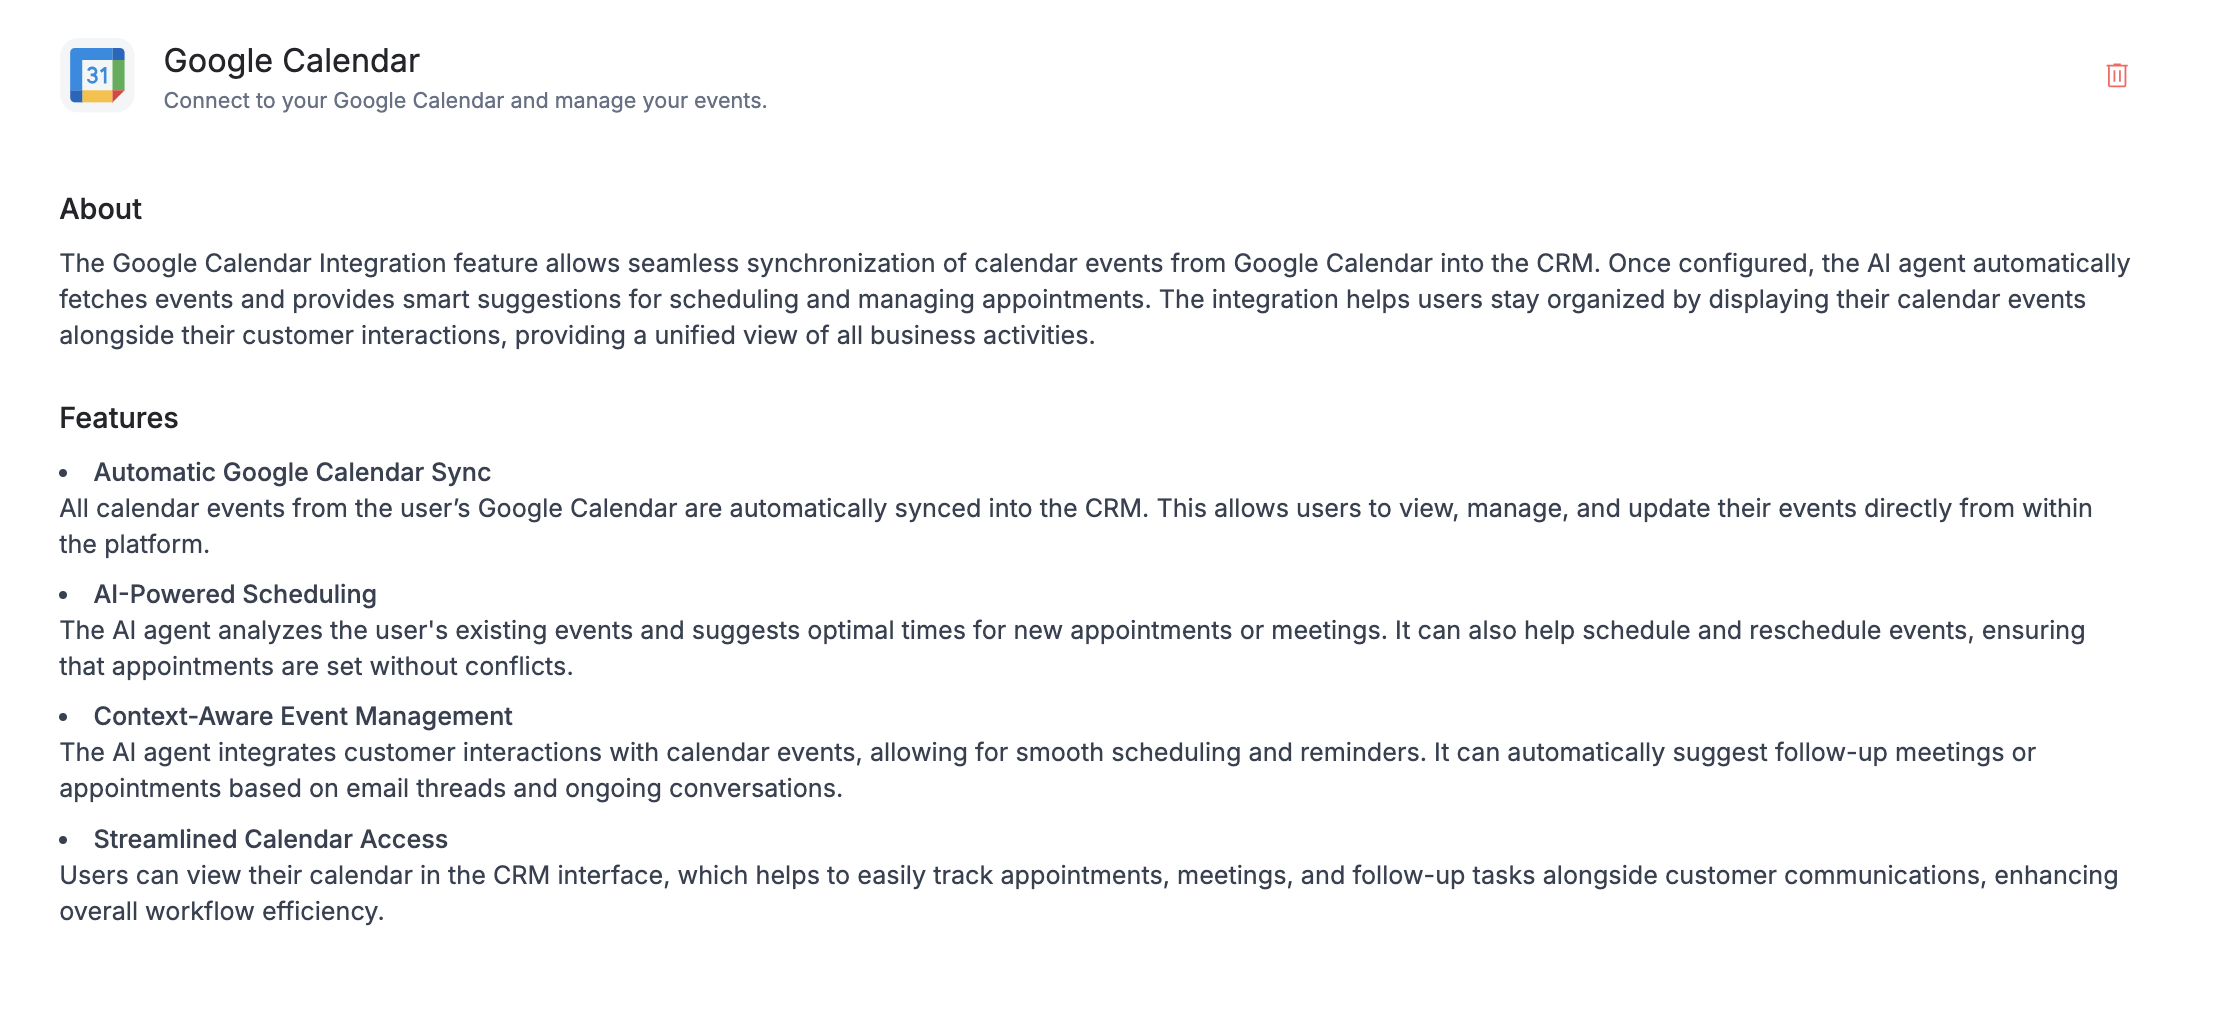 31
Google Calendar
Connect to your Google Calendar and manage your events.
About
The Google Calendar Integration feature allows seamless synchronization of calendar events from Google Calendar into the CRM. Once configured, the AI agent automatically
fetches events and provides smart suggestions for scheduling and managing appointments. The integration helps users stay organized by displaying their calendar events
alongside their customer interactions, providing a unified view of all business activities.
Features
• Automatic Google Calendar Sync
All calendar events from the user’s Google Calendar are automatically synced into the CRM. This allows users to view, manage, and update their events directly from within
the platform.
• AI-Powered Scheduling
The AI agent analyzes the user's existing events and suggests optimal times for new appointments or meetings. It can also help schedule and reschedule events, ensuring
that appointments are set without conflicts.
• Context-Aware Event Management
The AI agent integrates customer interactions with calendar events, allowing for smooth scheduling and reminders. It can automatically suggest follow-up meetings or
appointments based on email threads and ongoing conversations.
• Streamlined Calendar Access
Users can view their calendar in the CRM interface, which helps to easily track appointments, meetings, and follow-up tasks alongside customer communications, enhancing
overall workflow efficiency.